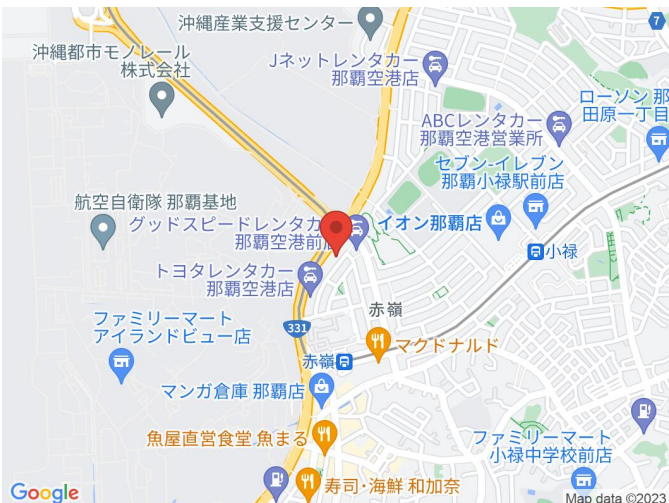 沖縄産業支援センター
7
沖縄都市モノレール
株式会社
Jネットレンタカー
那覇空港店
ローソン 那
田原一丁目
ABCレンタカー
那覇空港営業所
セブン-イレブン
那覇小禄駅前店
航空自衛隊 那覇基地
グッドスピードレンタカ
那覇空港前店
イオン那覇店
小禄
トヨタレンタカー
那覇空港店
赤嶺
ファミリーマート
アイランドビュー店
331
マクドナルド
赤嶺
マンガ倉庫 那覇店
魚屋直営食堂 魚まる
ファミリーマート
小禄中学校前店
寿司・海鮮 和加奈
Google
Map data ©2023